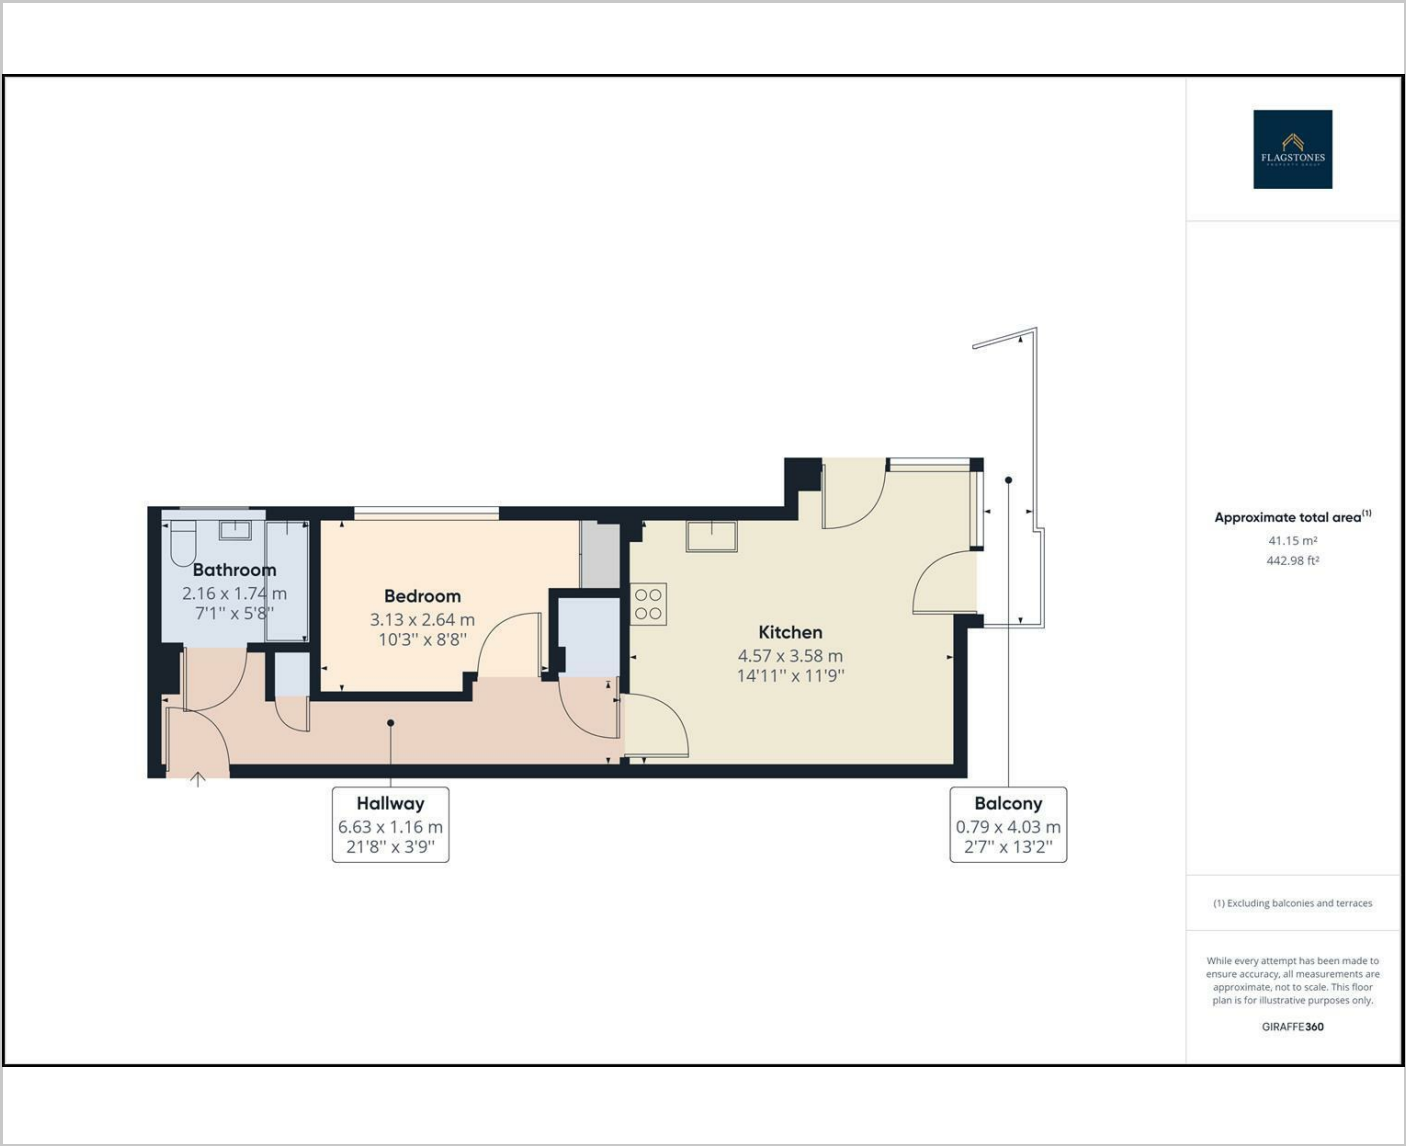 FLAGSTONES
PROPERTY GROUP
Approximate total area(1)
41.15 m²
442.98 ft²
Bathroom
2.16 x 1.74 m
7'1'' x 5'8''
Bedroom
3.13 x 2.64 m
10'3'' x 8'8''
Kitchen
4.57 x 3.58 m
14'11'' x 11'9''
Hallway
6.63 x 1.16 m
21'8'' x 3'9''
Balcony
0.79 x 4.03 m
2'7'' x 13'2''
(1) Excluding balconies and terraces
While every attempt has been made to
ensure accuracy, all measurements are
approximate, not to scale. This floor
plan is for illustrative purposes only.
GIRAFFE360